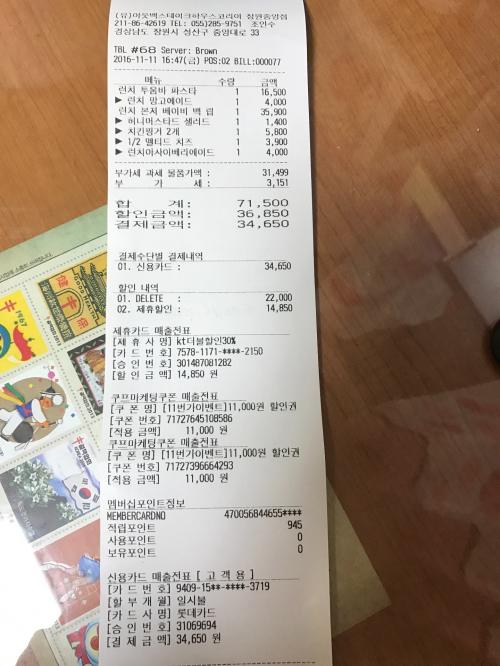 (유)아웃백스테이크하우스코리아 창원중앙점
211-86-42619 TEL: 055)285-9751 조인수
경상남도 창원시 성산구 중앙대로 33
TBL #68 Server: Brown
2016-11-11 16:47(금) POS:02 BILL:000077
메뉴 수량 금액
런치 투움바 파스타 1 16,500
▶ 런치 망고에이드 1 4,000
런치 본지 베이비 백 립 1 35,900
▶ 허니머스타드 샐러드 1 1,400
▶ 치킨핑거 2개 1 5,800
▶ 1/2 멜티드 치즈 1 3,900
▶ 런치아사이베리에이드 1 4,000
부가세 과세 물품가액 : 31,499
부 가 세 : 3,151
합 계: 71,500
할인금액: 36,850
결제금액: 34,650
결제수단별 결제내역
01. 신용카드 : 34,650
할인 내역
01. DELETE : 22,000
02. 제휴할인 : 14,850
제휴카드 매출전표
[제 휴 사 명] kt더블할인30%
[카 드 번 호] 7578-1171-****-2150
[승 인 번 호] 301487081282
[할 인 금 액] 14,850 원
쿠프마케팅쿠폰 매출전표
[쿠 폰 명] [11번가이벤트]11,000원 할인권
[쿠폰 번호] 71727645108586
[적용 금액] 11,000 원
쿠프마케팅쿠폰 매출전표
[쿠 폰 명] [11번가이벤트]11,000원 할인권
[쿠폰 번호] 71727396664293
[적용 금액] 11,000 원
멤버십포인트정보
MEMBERCARDNO 470056844655****
적립포인트 945
사용포인트 0
보유포인트 0
신용카드 매출전표 [ 고 객 용 ]
[카 드 번 호] 9409-15**-****-3719
[할 부 개 월] 일시불
[카 드 사 명] 롯데카드
[승 인 번 호] 31069694
[결 제 금 액] 34,650 원
1967